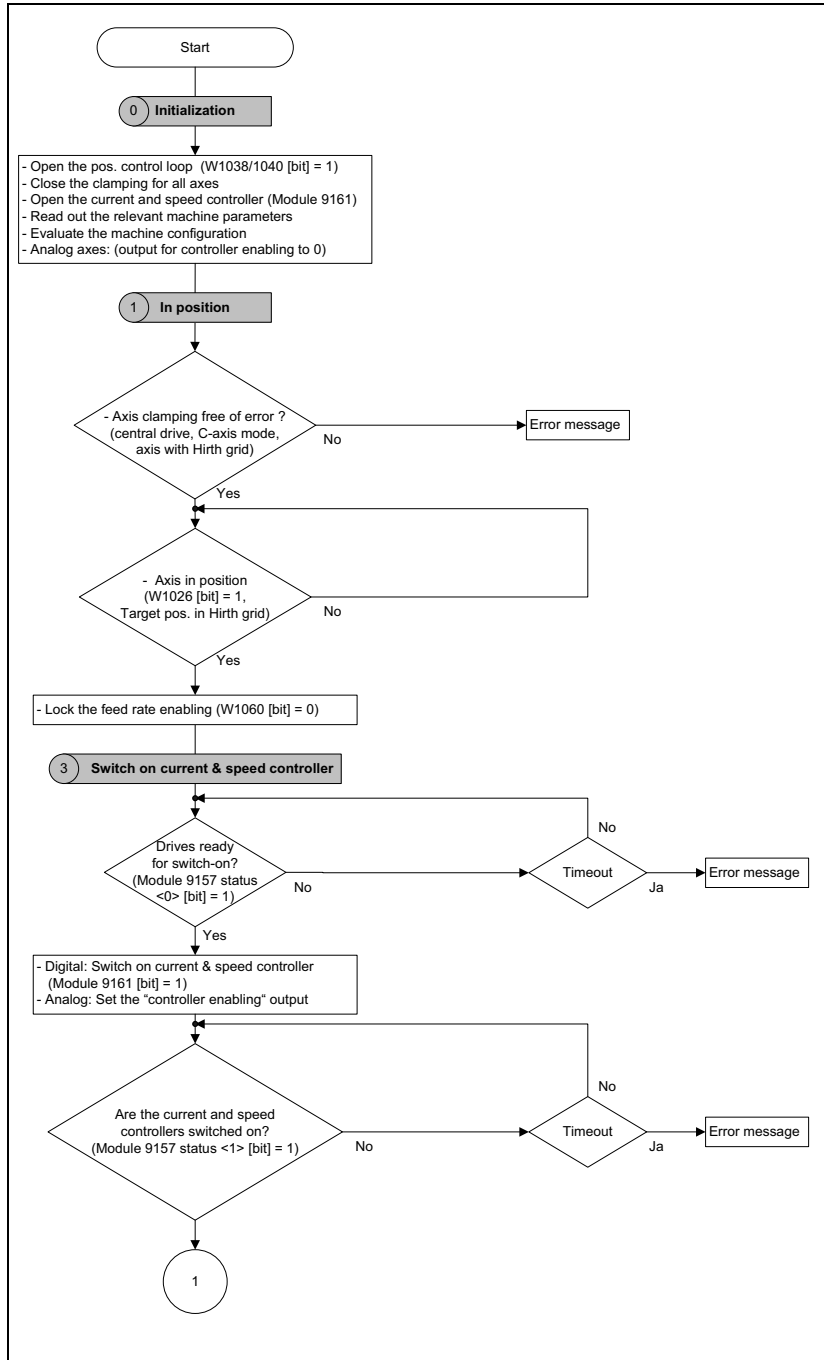 Start
0 Initialization
- Open the pos. control loop (W1038/1040 [bit] = 1)
- Close the clamping for all axes
- Open the current and speed controller (Module 9161)
- Read out the relevant machine parameters
- Evaluate the machine configuration
- Analog axes: (output for controller enabling to 0)
1 In position
- Axis clamping free of error ?
(central drive, C-axis mode,
axis with Hirth grid)
No
Error message
Yes
- Axis in position
(W1026 [bit] = 1,
Target pos. in Hirth grid)
No
Yes
- Lock the feed rate enabling (W1060 [bit] = 0)
3 Switch on current & speed controller
Drives ready
for switch-on?
(Module 9157 status
<0> [bit] = 1)
No
Timeout
No
Ja
Error message
Yes
- Digital: Switch on current & speed controller
(Module 9161 [bit] = 1)
- Analog: Set the “controller enabling“ output
Are the current and speed
controllers switched on?
(Module 9157 status <1> [bit] = 1)
No
Timeout
No
Ja
Error message
1